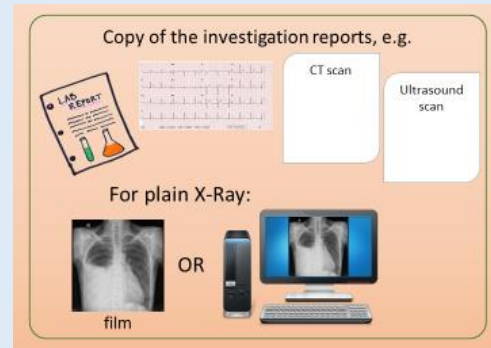 Copy of the investigation reports, e.g.
LAB
REPORT
CT scan
Ultrasound
scan
For plain X-Ray:
OR
film